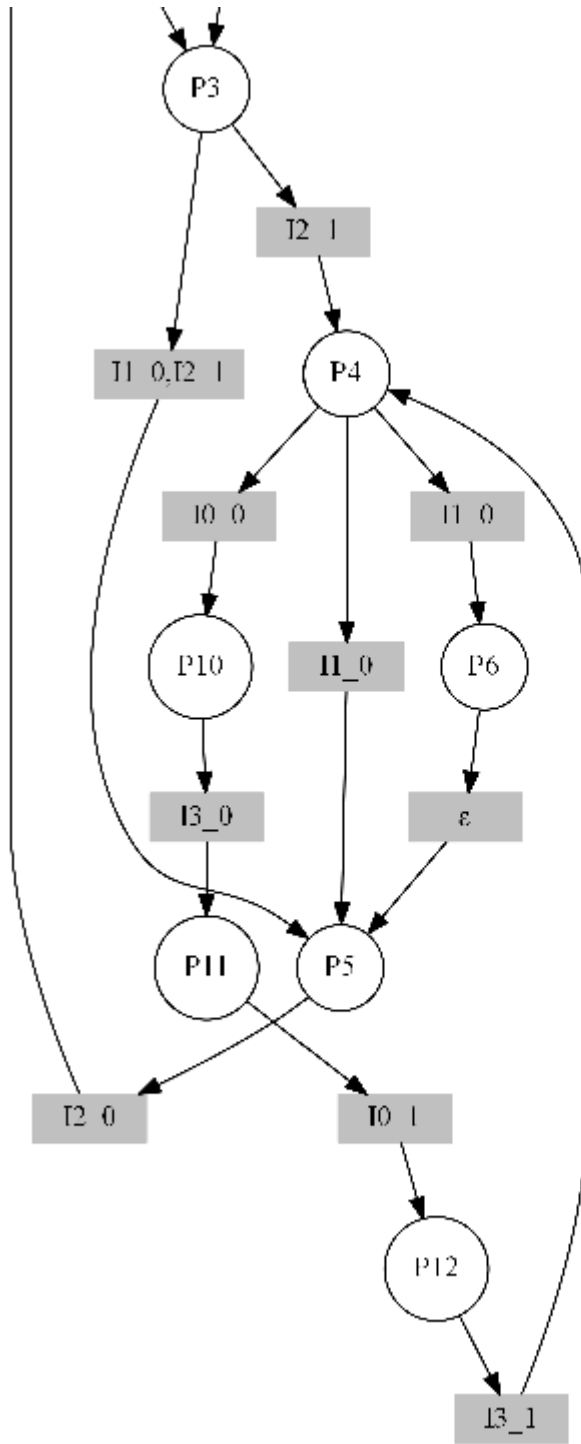 P3
I2_1
I1_0,I2_1
P4
I0_0
I1_0
P10
I1_0
P6
I3_0
ε
P11
P5
I2_0
I0_1
P12
I3_1